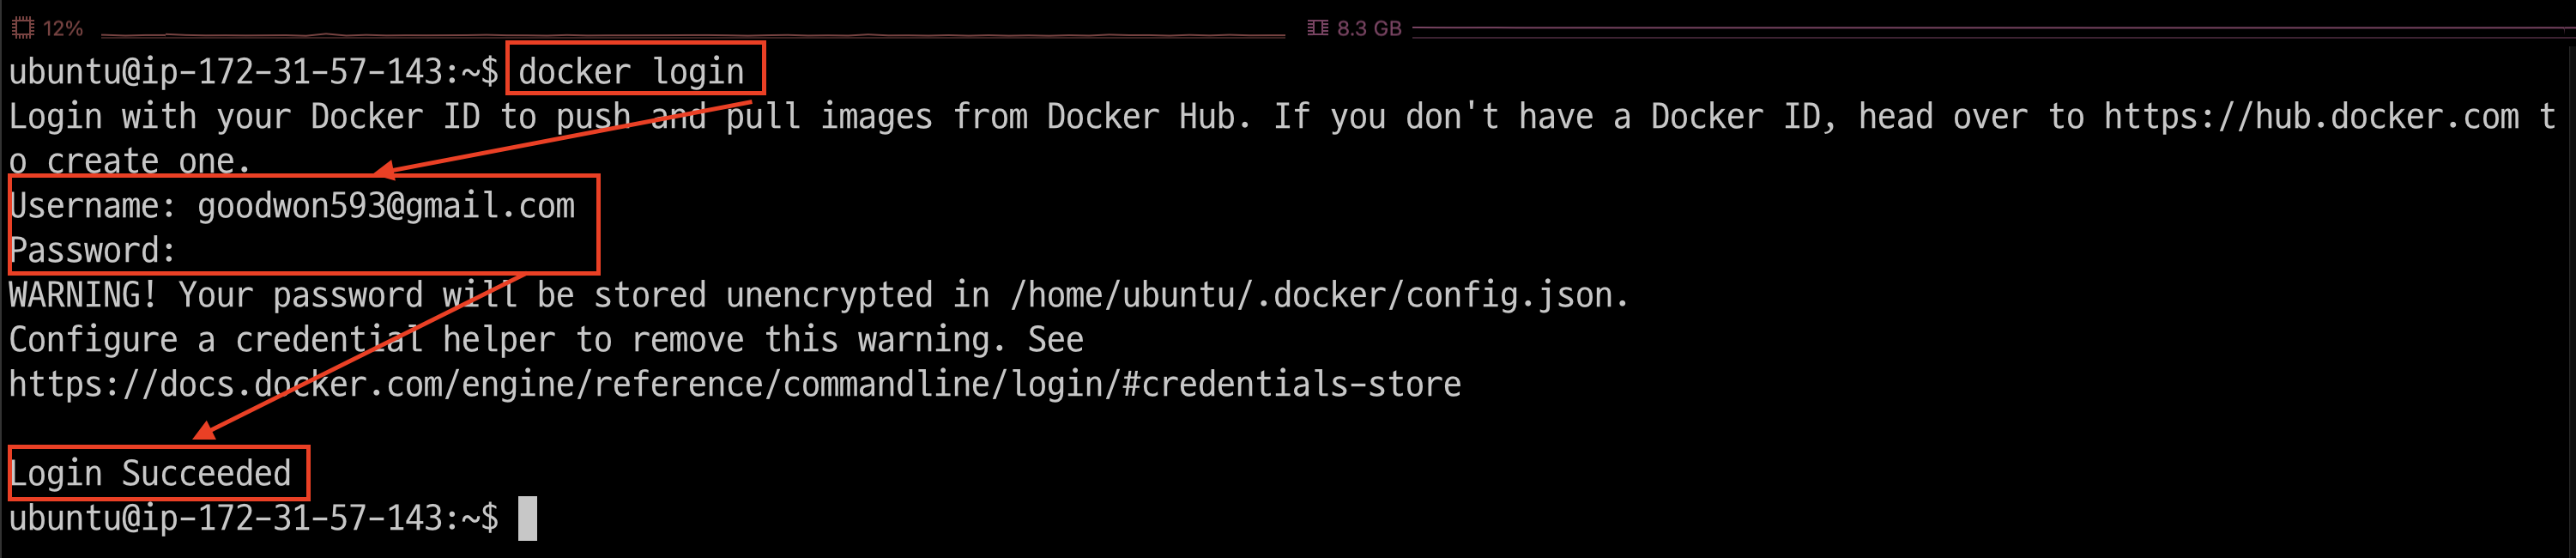 12% 8.3 GB
ubuntu@ip-172-31-57-143:~$ docker login
Login with your Docker ID to push and pull images from Docker Hub. If you don't have a Docker ID, head over to https://hub.docker.com t
o create one.
Username: goodwon593@gmail.com
Password:
WARNING! Your password will be stored unencrypted in /home/ubuntu/.docker/config.json.
Configure a credential helper to remove this warning. See
https://docs.docker.com/engine/reference/commandline/login/#credentials-store
Login Succeeded
ubuntu@ip-172-31-57-143:~$